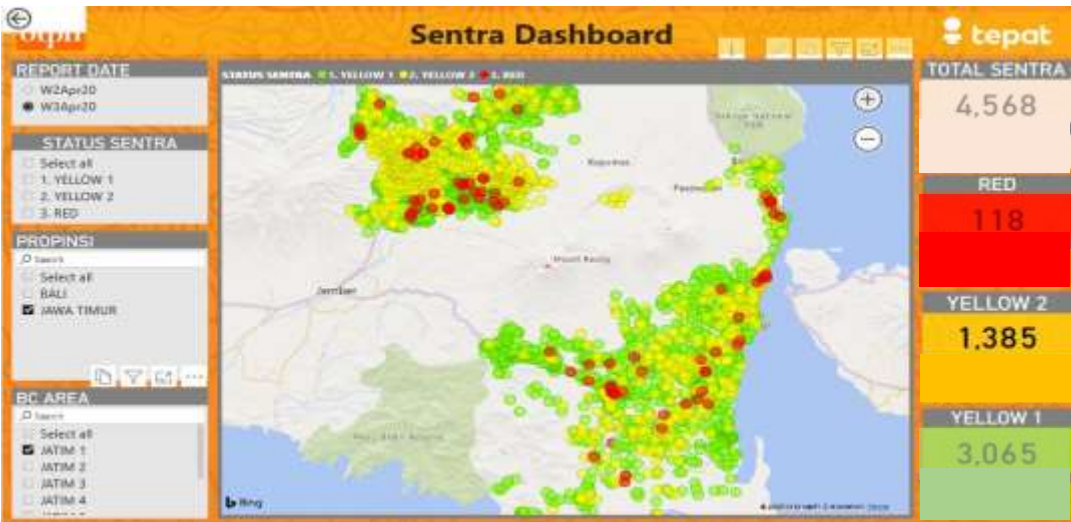 Sentra Dashboard
tepat
REPORT DATE
W2Apr20
W3Apr20
STATUS SENTRA
Select all
1. YELLOW 1
2. YELLOW 2
3. RED
PROPINSI
Search
Select all
BALI
JAWA TIMUR
BC AREA
Search
Select all
JATIM 1
JATIM 2
JATIM 3
JATIM 4
STATUS SENTRA 1. YELLOW 1 2. YELLOW 2 3. RED
Mount Raung
Jember
Bing
TOTAL SENTRA
4,568
RED
118
YELLOW 2
1,385
YELLOW 1
3,065